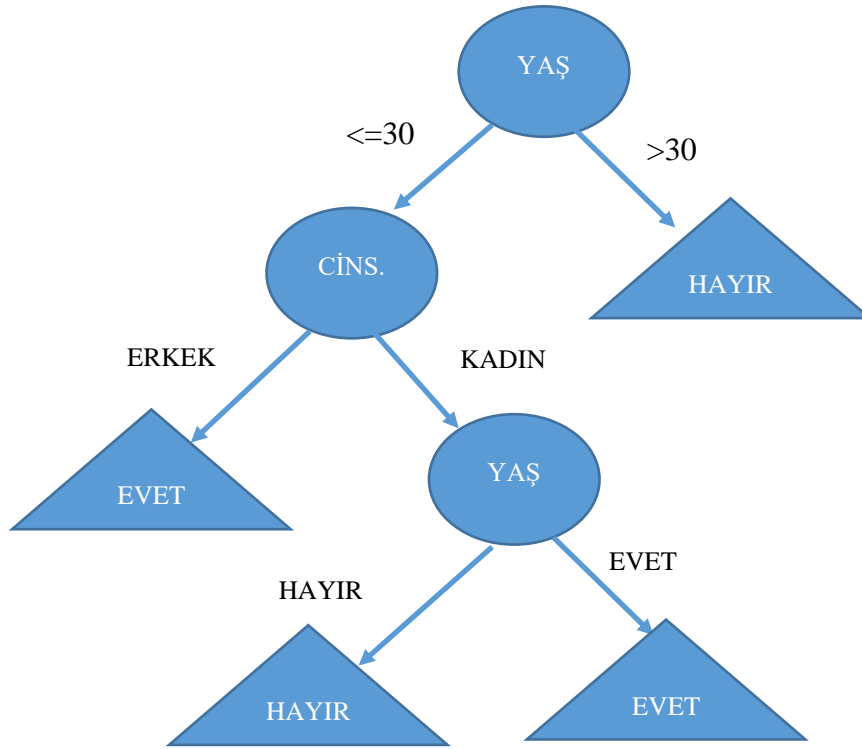 YAŞ
<=30
>30
CİNS.
HAYIR
ERKEK
KADIN
EVET
YAŞ
HAYIR
EVET
HAYIR
EVET